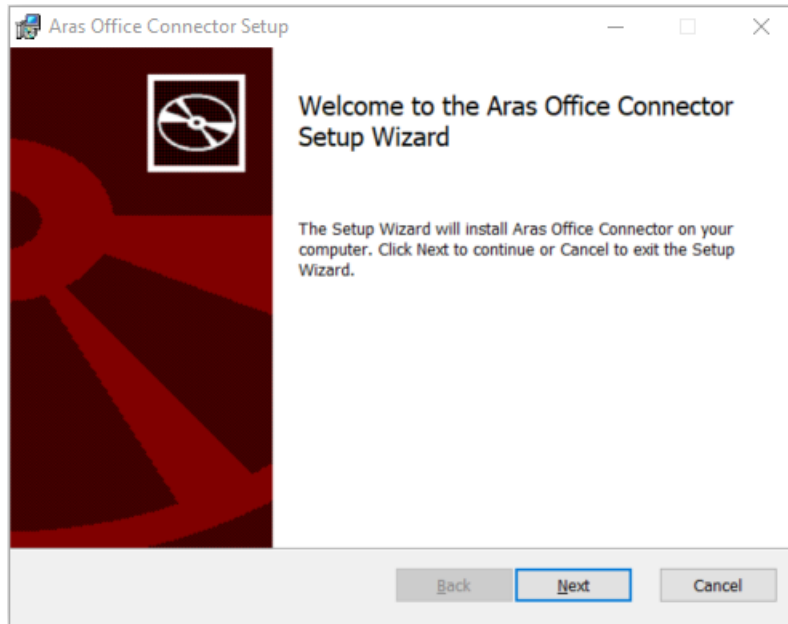 Aras Office Connector Setup
Welcome to the Aras Office Connector
Setup Wizard
The Setup Wizard will install Aras Office Connector on your
computer. Click Next to continue or Cancel to exit the Setup
Wizard.
Back Next Cancel